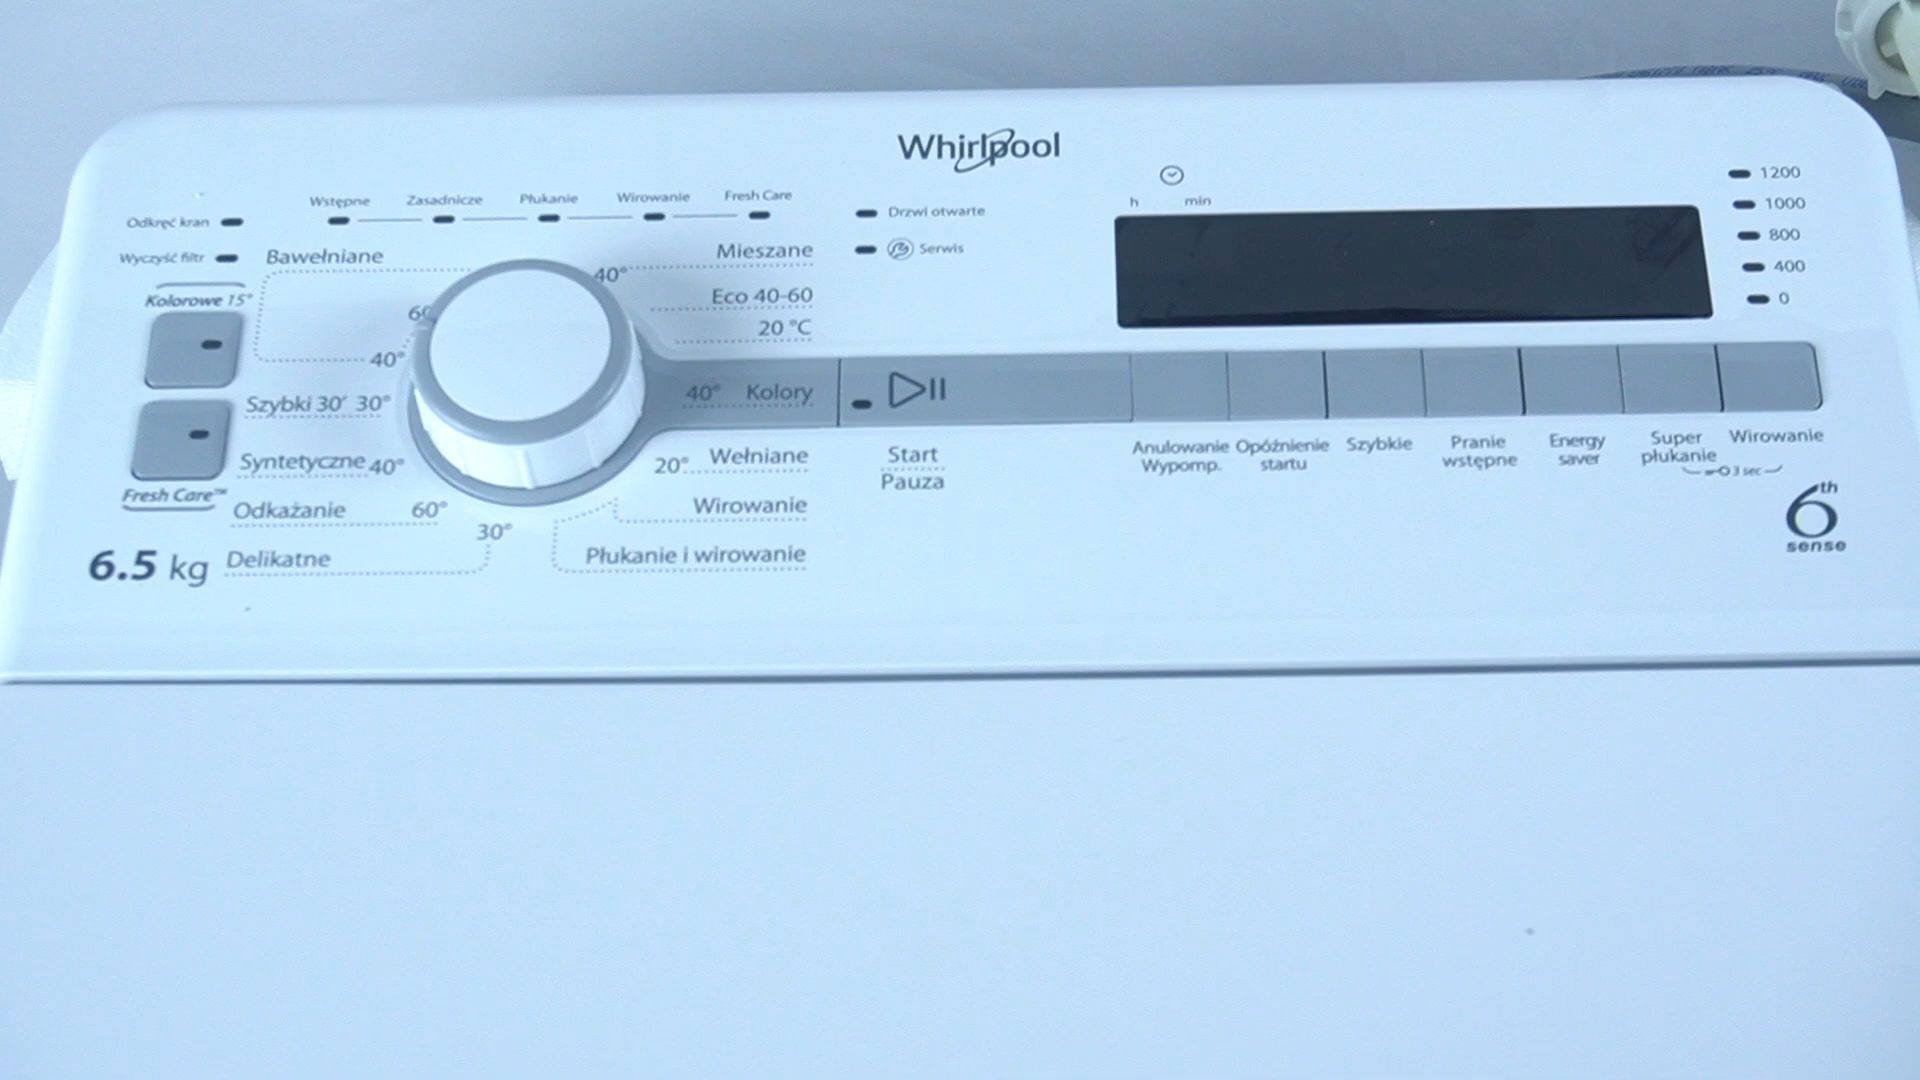 Whirlpool
h min
1200
1000
800
400
0
Odkręć kran
Wyczyść filtr
Wstępne Zasadnicze Płukanie Wirowanie Fresh Care
Drzwi otwarte
Serwis
Kolorowe 15°
Fresh Care™
6.5 kg
Bawełniane
60
40°
Szybki 30' 30°
Syntetyczne 40°
Odkażanie 60°
Delikatne 30°
40° Mieszane
Eco 40-60
20 °C
40° Kolory
20° Wełniane
Wirowanie
Płukanie i wirowanie
Start
Pauza
Anulowanie
Wypomp.
Opóźnienie
startu
Szybkie
Pranie
wstępne
Energy
saver
Super
płukanie
Wirowanie
3 sec
6th
sense